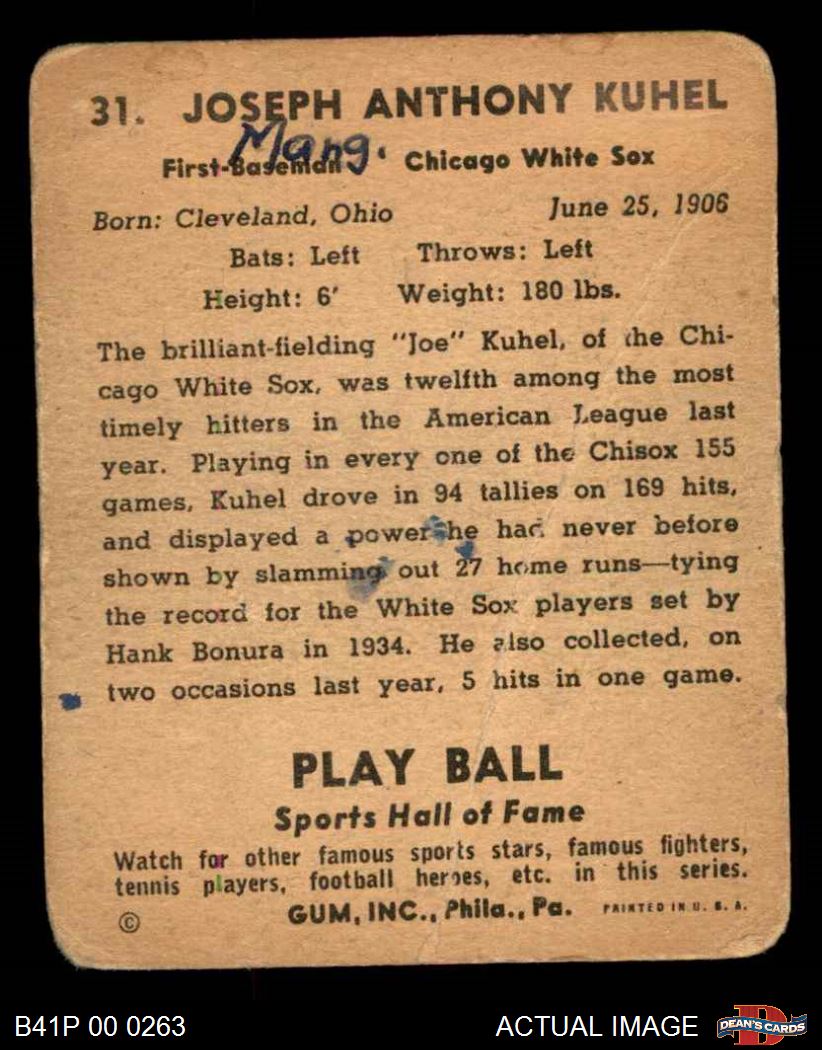 31. JOSEPH ANTHONY KUHEL
Mang.
First-Baseman Chicago White Sox
Born: Cleveland, Ohio June 25, 1906
Bats: Left Throws: Left
Height: 6' Weight: 180 lbs.
The brilliant-fielding "Joe" Kuhel, of the Chi-
cago White Sox, was twelfth among the most
timely hitters in the American League last
year. Playing in every one of the Chisox 155
games, Kuhel drove in 94 tallies on 169 hits,
and displayed a power he had never before
shown by slamming out 27 home runs—tying
the record for the White Sox players set by
Hank Bonura in 1934. He also collected, on
two occasions last year, 5 hits in one game.
PLAY BALL
Sports Hall of Fame
Watch for other famous sports stars, famous fighters,
tennis players, football heroes, etc. in this series.
© GUM, INC., Phila., Pa. PRINTED IN U. S. A.
B41P 00 0263 ACTUAL IMAGE D DEAN'S CARDS